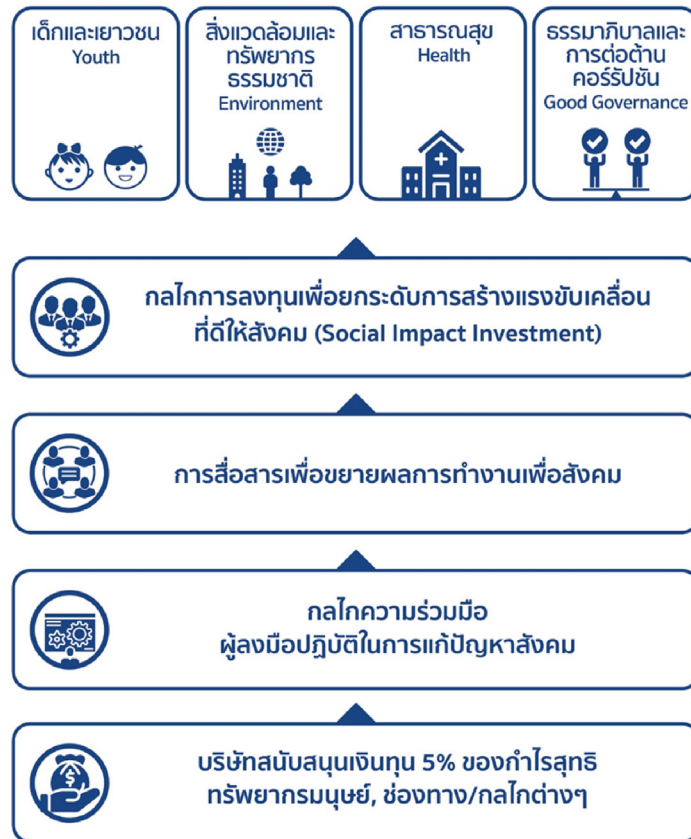 เด็กและเยาวชน
Youth
สิ่งแวดล้อมและ
ทรัพยากร
ธรรมชาติ
Environment
สาธารณสุข
Health
ธรรมาภิบาลและ
การต่อต้าน
คอร์รัปชัน
Good Governance
กลไกการลงทุนเพื่อยกระดับการสร้างแรงขับเคลื่อน
ที่ดีให้สังคม (Social Impact Investment)
การสื่อสารเพื่อขยายผลการทำงานเพื่อสังคม
กลไกความร่วมมือ
ผู้ลงมือปฏิบัติในการแก้ปัญหาสังคม
บริษัทสนับสนุนเงินทุน 5% ของกำไรสุทธิ
ทรัพยากรมนุษย์, ช่องทาง/กลไกต่างๆ